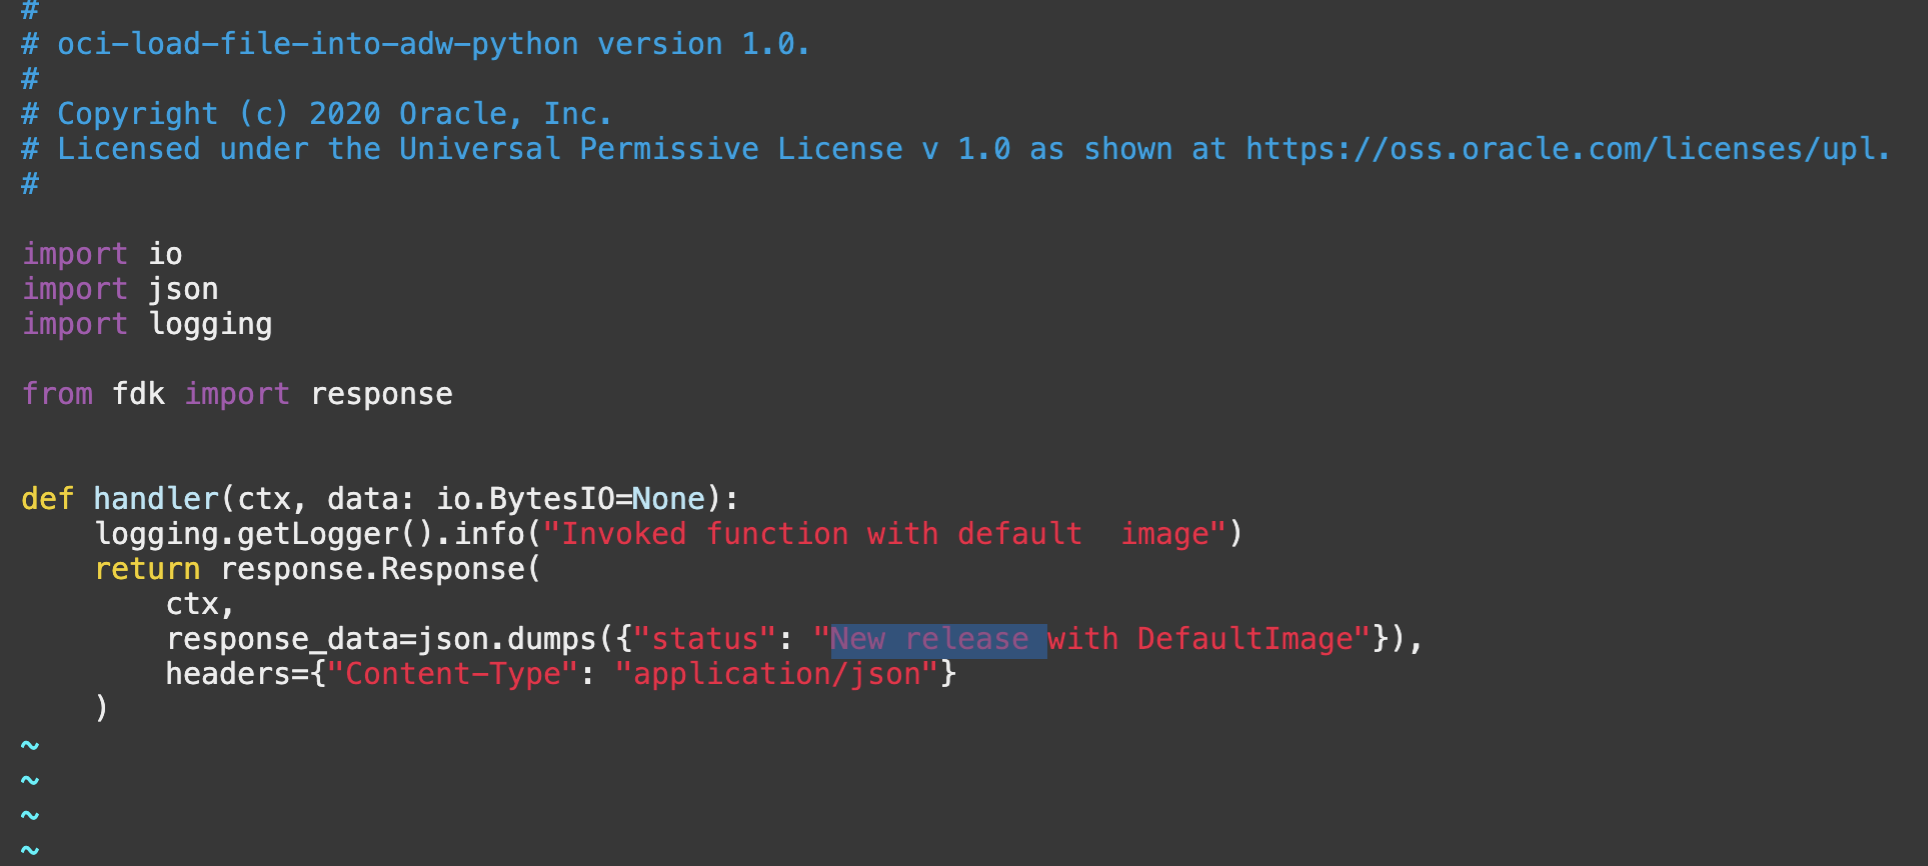 #
# oci-load-file-into-adw-python version 1.0.
#
# Copyright (c) 2020 Oracle, Inc.
# Licensed under the Universal Permissive License v 1.0 as shown at https://oss.oracle.com/licenses/upl.
#
import io
import json
import logging
from fdk import response
def handler(ctx, data: io.BytesIO=None):
    logging.getLogger().info("Invoked function with default  image")
    return response.Response(
        ctx,
        response_data=json.dumps({"status": "New release with DefaultImage"}),
        headers={"Content-Type": "application/json"}
    )
~
~
~
~